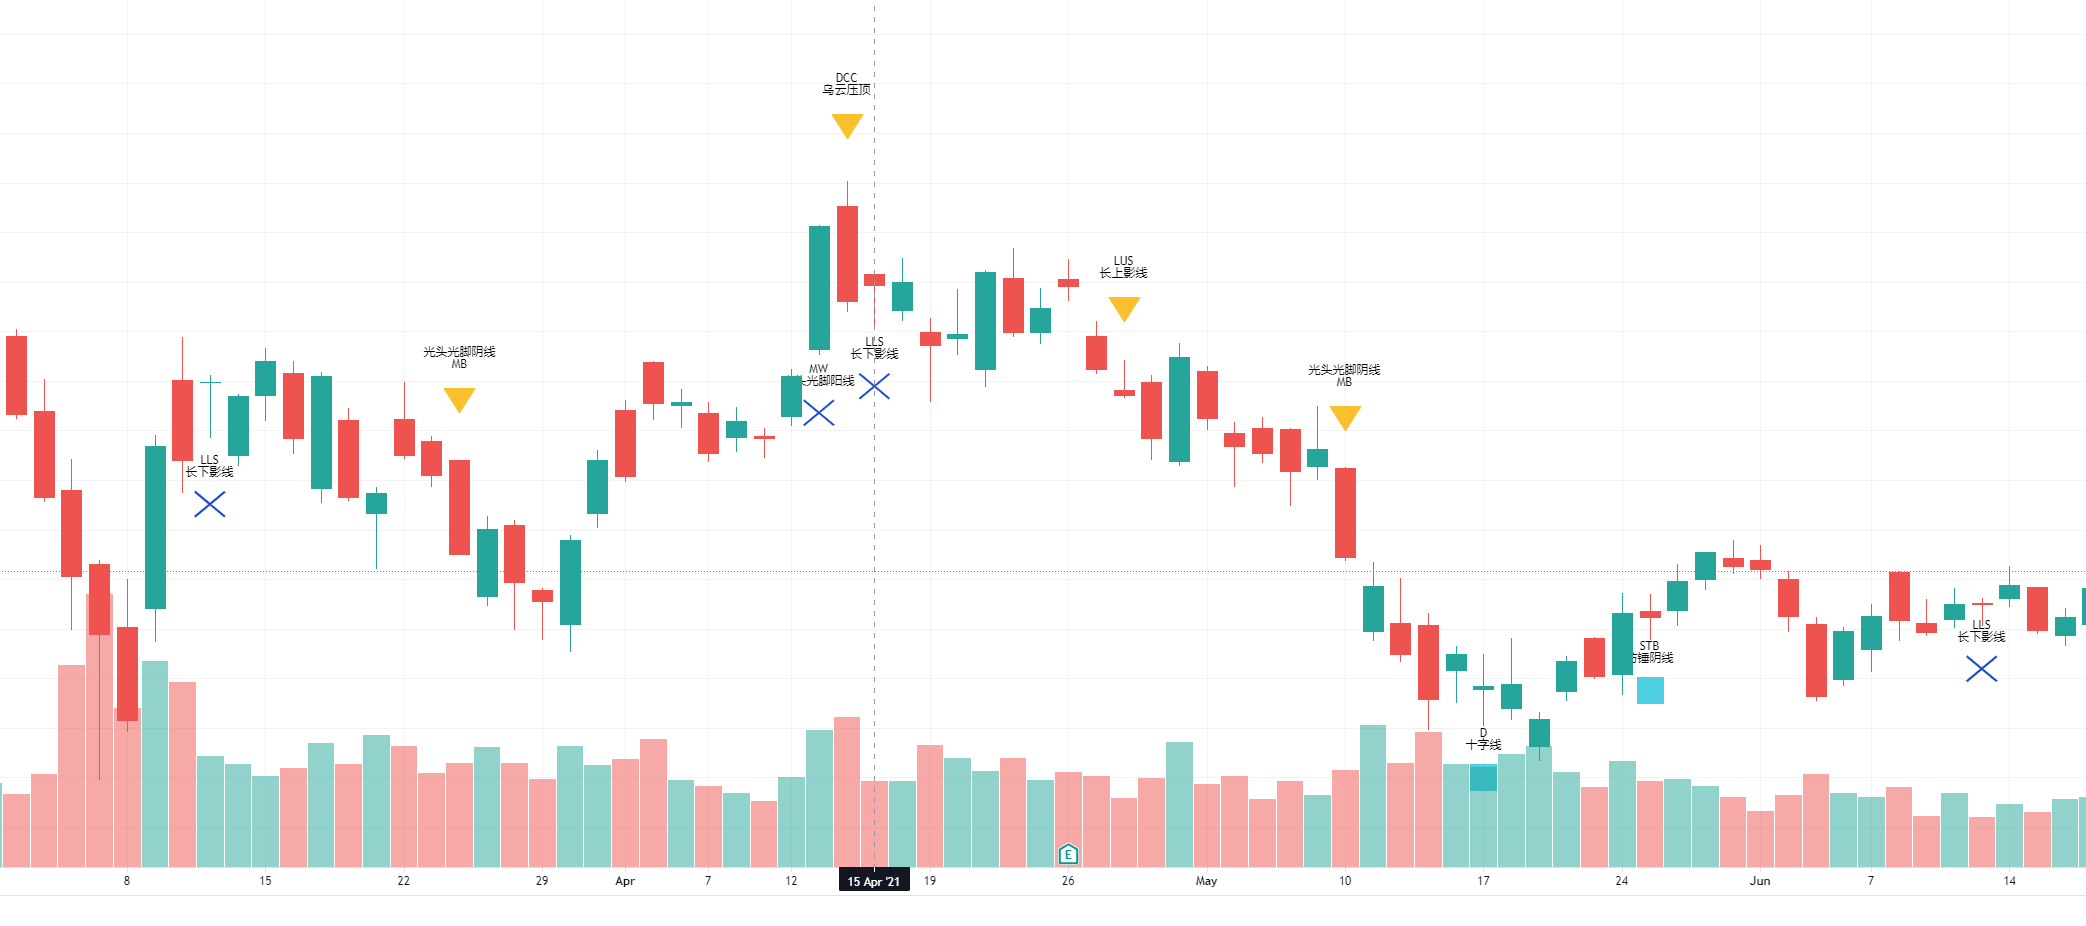 DCC
乌云压顶
LUS
长上影线
LLS
长下影线
光头光脚阴线
MB
MW
光脚阳线
光头光脚阴线
MB
LLS
长下影线
STB
锤阴线
LLS
长下影线
D
十字线
E
8
15
22
29
Apr
7
12
15 Apr '21
19
26
May
10
17
24
Jun
7
14